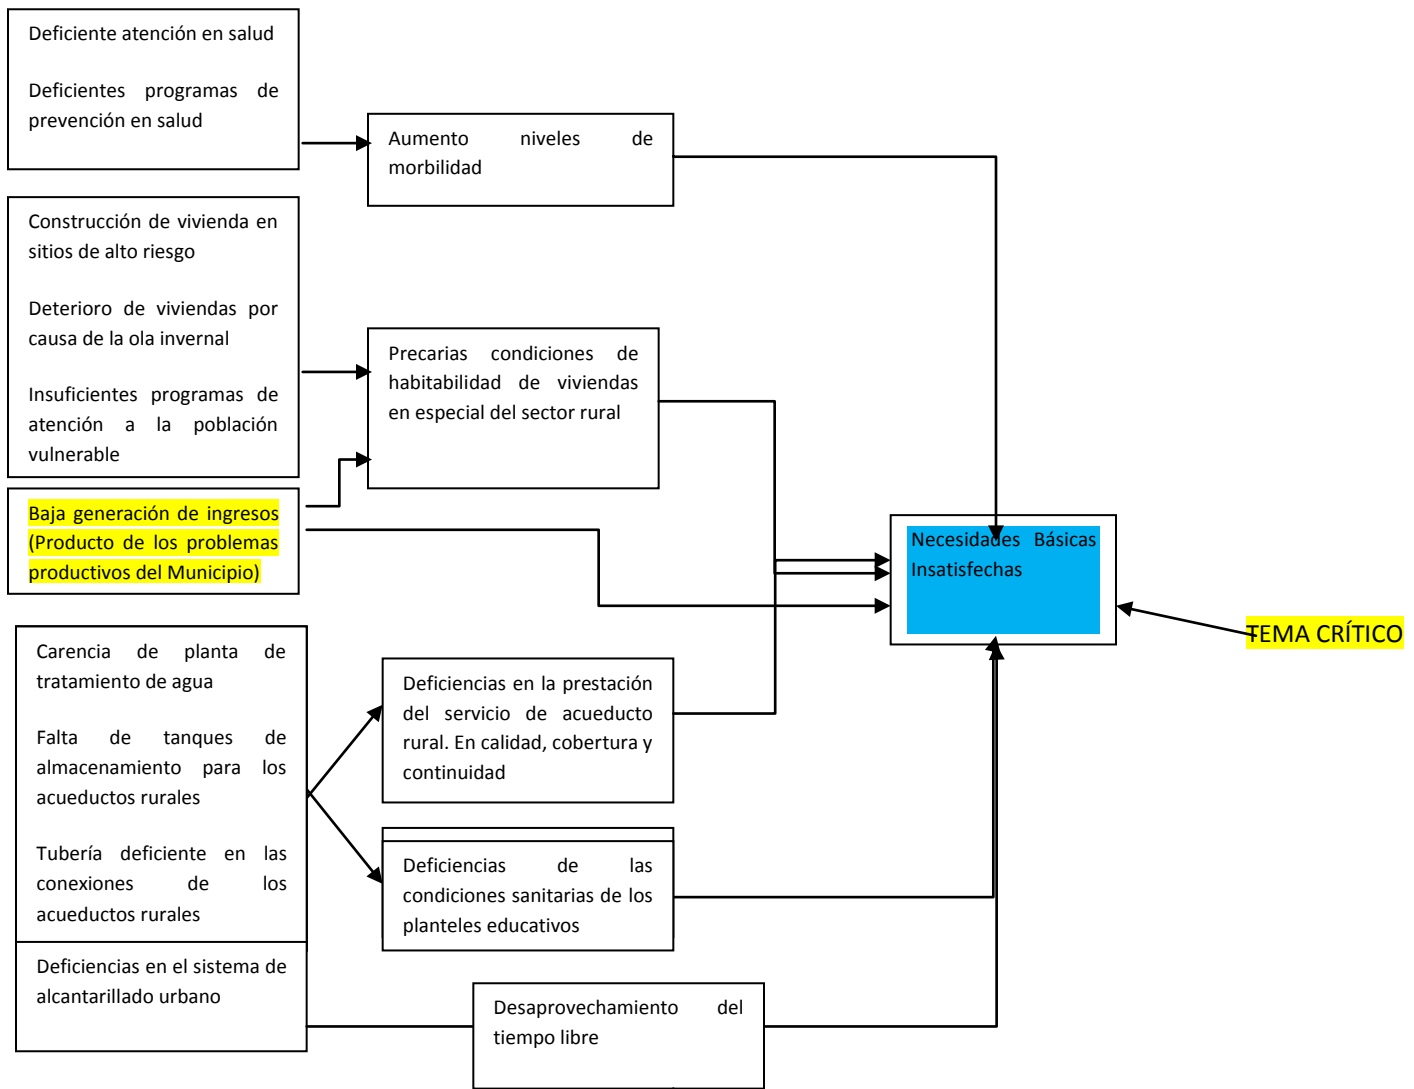 Deficiente atención en salud
Deficientes programas de
prevención en salud
Aumento niveles de
morbilidad
Construcción de vivienda en
sitios de alto riesgo
Deterioro de viviendas por
causa de la ola invernal
Insuficientes programas de
atención a la población
vulnerable
Precarias condiciones de
habitabilidad de viviendas
en especial del sector rural
Baja generación de ingresos
(Producto de los problemas
productivos del Municipio)
Necesidades Básicas
Insatisfechas
TEMA CRÍTICO
Carencia de planta de
tratamiento de agua
Falta de tanques de
almacenamiento para los
acueductos rurales
Tubería deficiente en las
conexiones de los
acueductos rurales
Deficiencias en la prestación
del servicio de acueducto
rural. En calidad, cobertura y
continuidad
Deficiencias de las
condiciones sanitarias de los
planteles educativos
Deficiencias en el sistema de
alcantarillado urbano
Desaprovechamiento del
tiempo libre